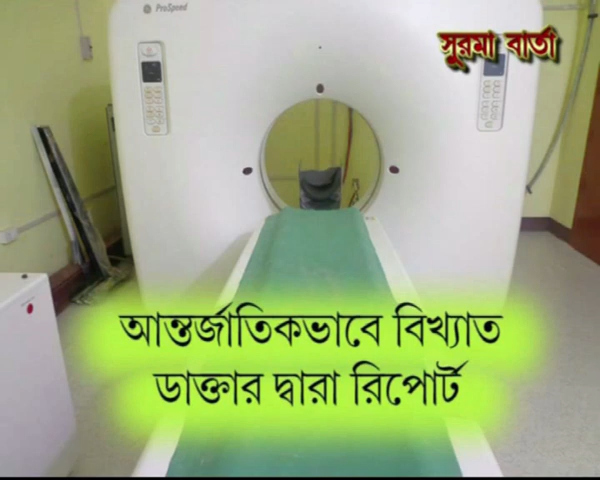 ProSpeed
সুরমা বার্তা
আন্তর্জাতিকভাবে বিখ্যাত
ডাক্তার দ্বারা রিপোর্ট